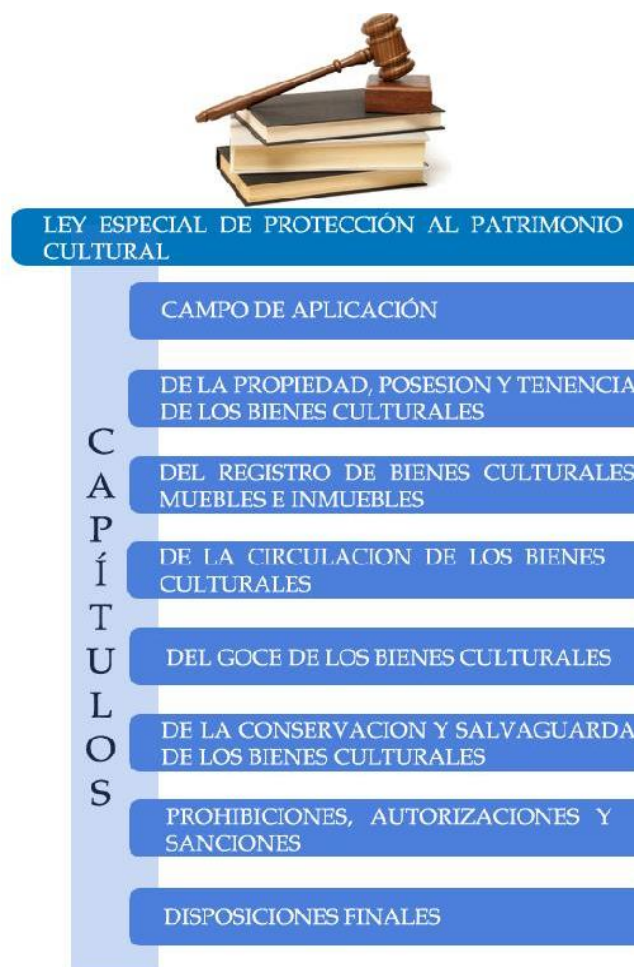 LEY ESPECIAL DE PROTECCIÓN AL PATRIMONIO
CULTURAL
CAPÍTULOS
CAMPO DE APLICACIÓN
DE LA PROPIEDAD, POSESION Y TENENCIA
DE LOS BIENES CULTURALES
DEL REGISTRO DE BIENES CULTURALES
MUEBLES E INMUEBLES
DE LA CIRCULACION DE LOS BIENES
CULTURALES
DEL GOCE DE LOS BIENES CULTURALES
DE LA CONSERVACION Y SALVAGUARDA
DE LOS BIENES CULTURALES
PROHIBICIONES, AUTORIZACIONES Y
SANCIONES
DISPOSICIONES FINALES